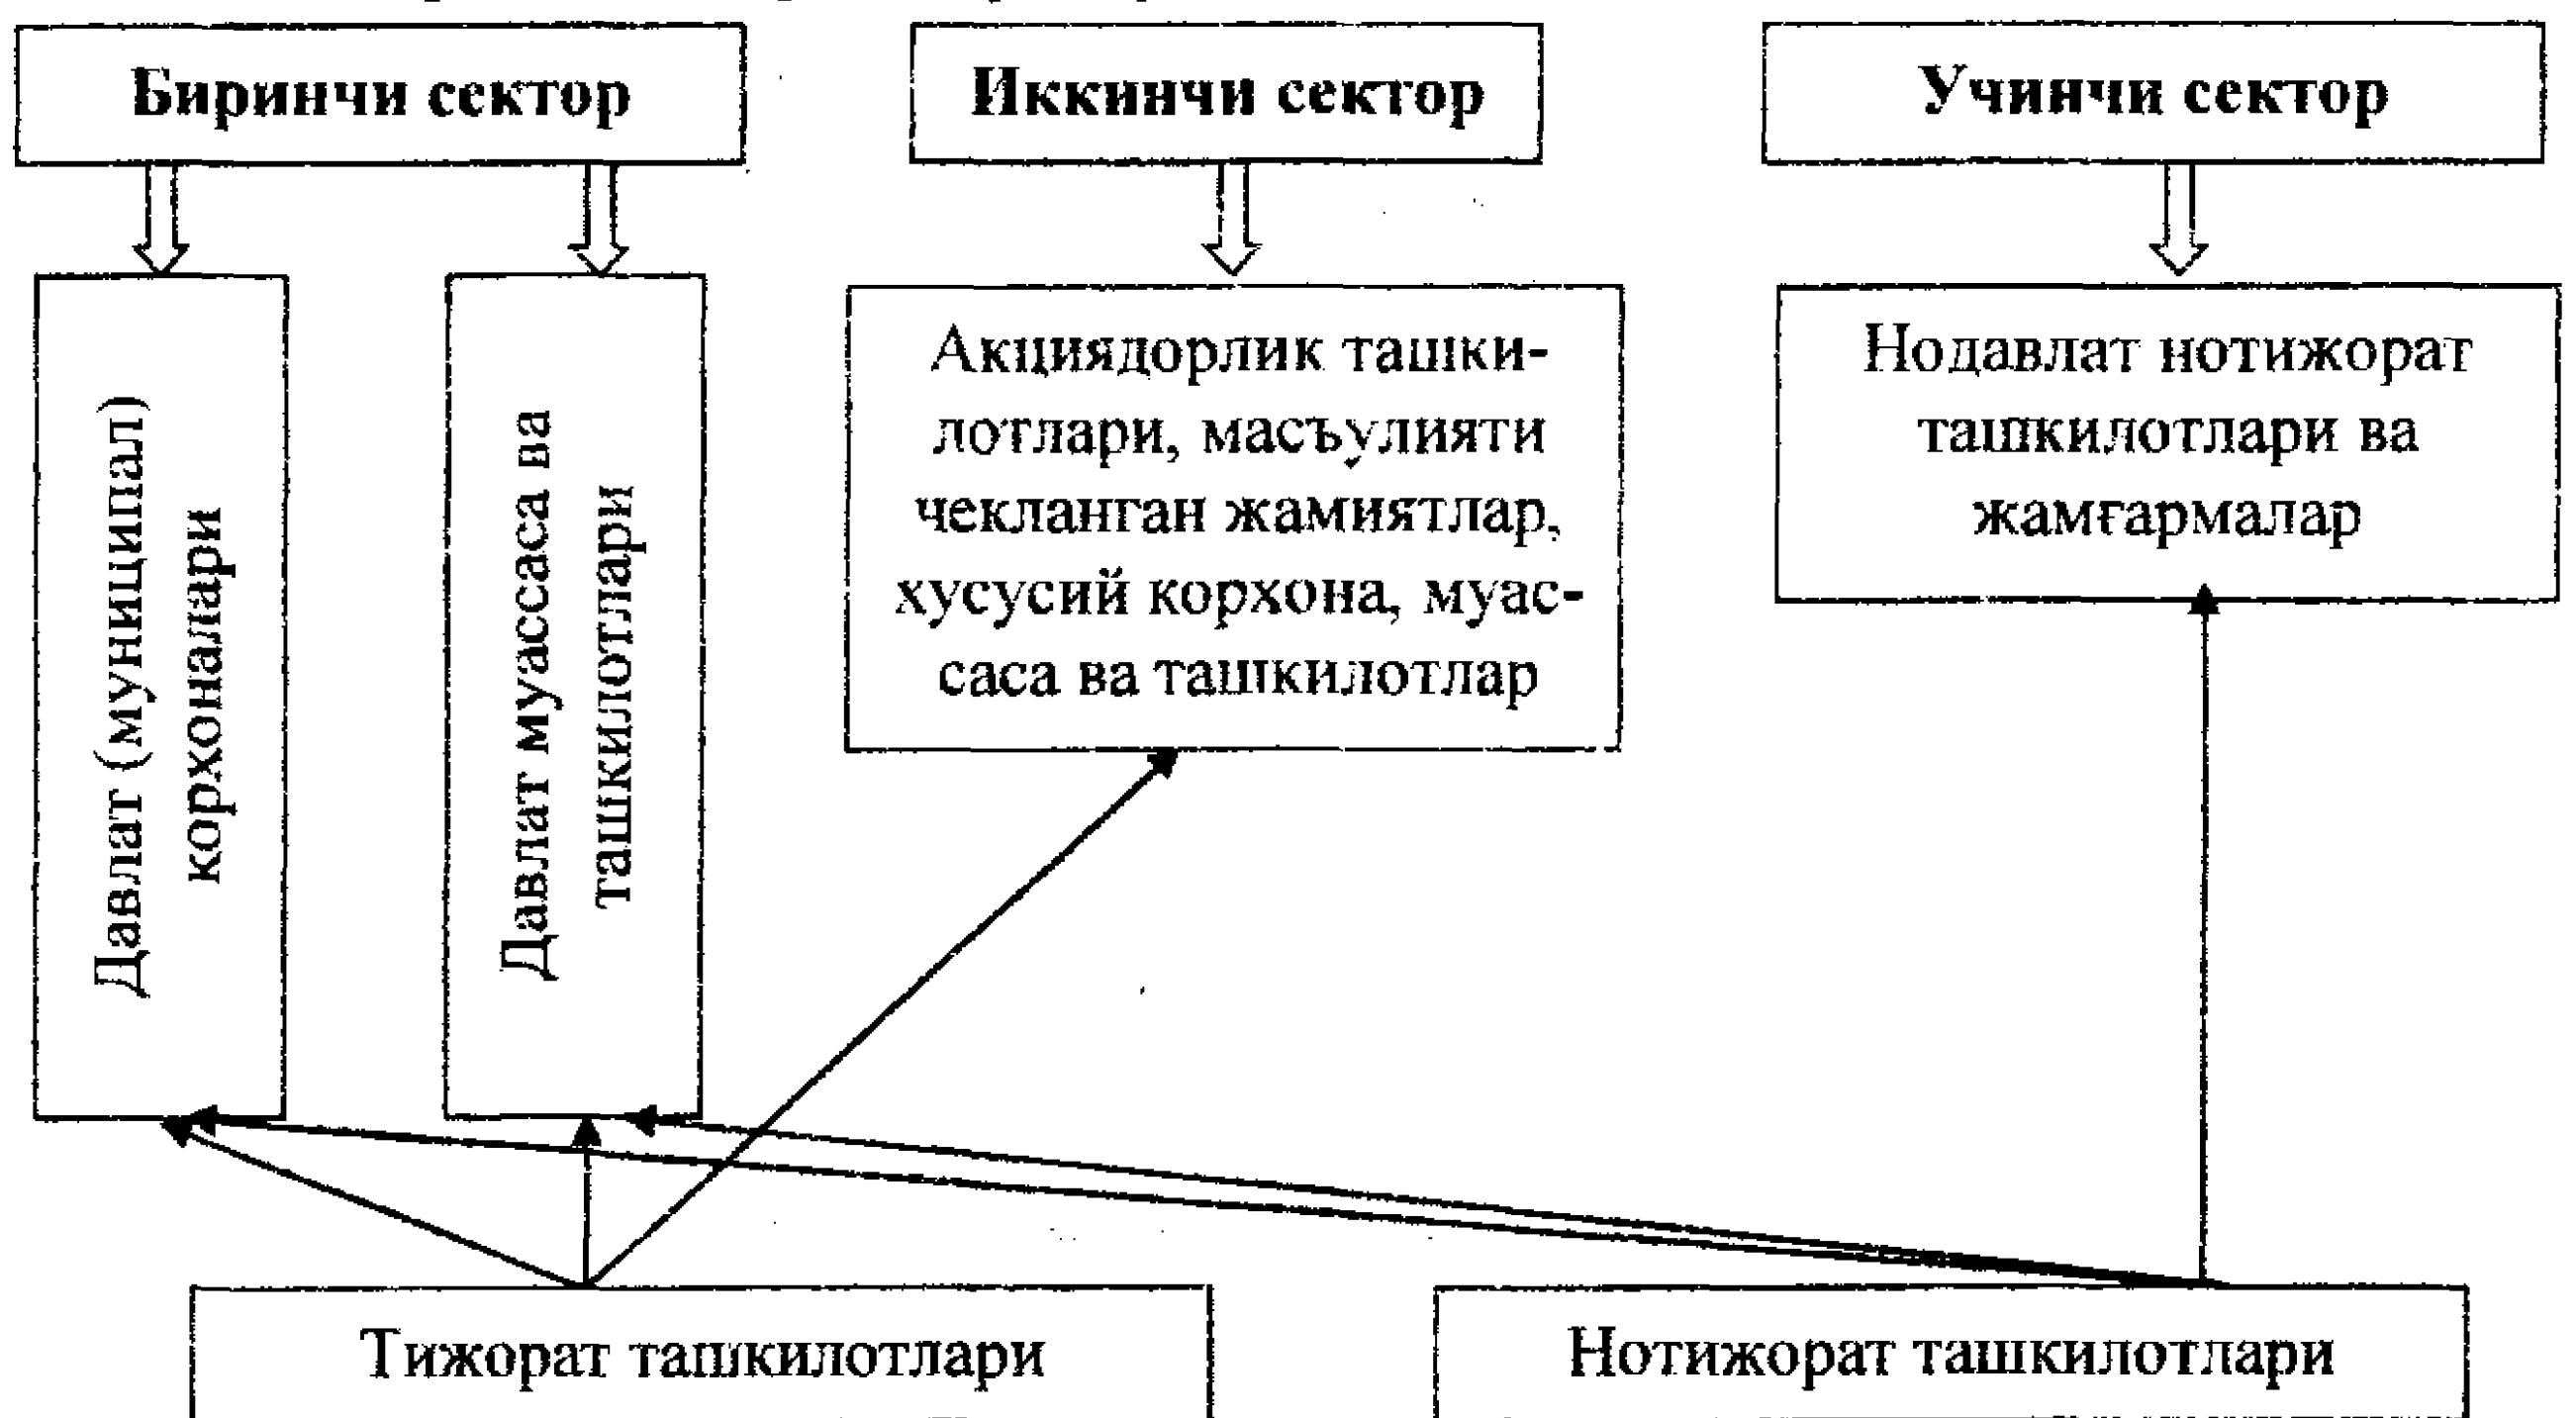 Биринчи сектор
Иккинчи сектор
Учинчи сектор
Давлат (муниципал)
корхоналари
Давлат муассаса ва
ташкилотлари
Акциядорлик ташки-
лотлари, масъулияти
чекланган жамиятлар,
хусусий корхона, муас-
саса ва ташкилотлар
Нодавлат нотижорат
ташкилотлари ва
жамғармалар
Тижорат ташкилотлари
Нотижорат ташкилотлари